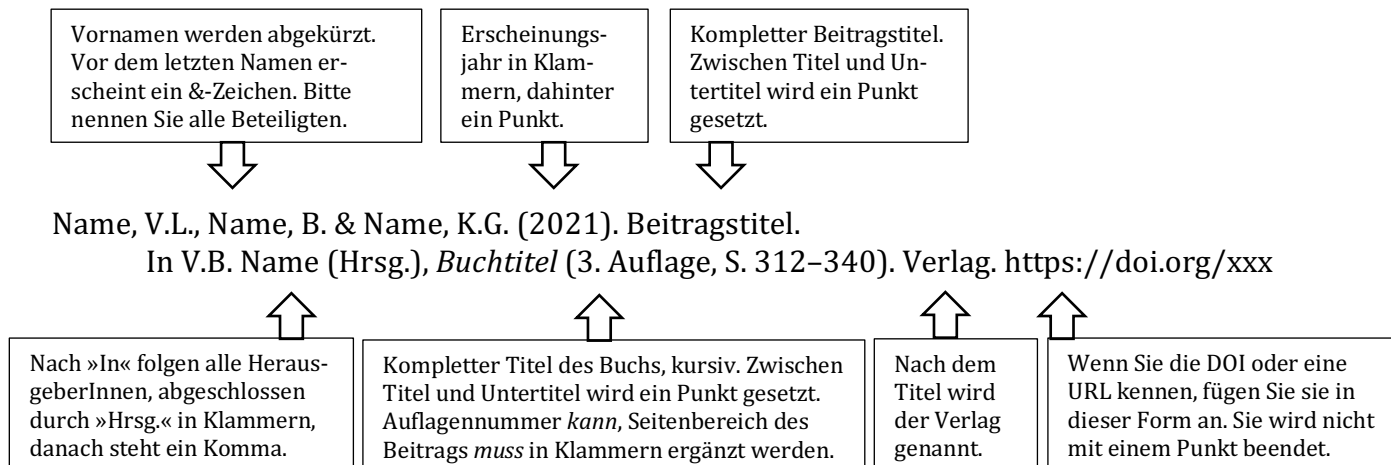 Vornamen werden abgekürzt.
Vor dem letzten Namen er-
scheint ein &-Zeichen. Bitte
nennen Sie alle Beteiligten.
Erscheinungs-
jahr in Klam-
mern, dahinter
ein Punkt.
Kompletter Beitragstitel.
Zwischen Titel und Un-
tertitel wird ein Punkt
gesetzt.
Name, V.L., Name, B. & Name, K.G. (2021). Beitragstitel.
In V.B. Name (Hrsg.), Buchtitel (3. Auflage, S. 312–340). Verlag. https://doi.org/xxx
Nach »In« folgen alle Heraus-
geberInnen, abgeschlossen
durch »Hrsg.« in Klammern,
danach steht ein Komma.
Kompletter Titel des Buchs, kursiv. Zwischen
Titel und Untertitel wird ein Punkt gesetzt.
Auflagennummer kann, Seitenbereich des
Beitrags muss in Klammern ergänzt werden.
Nach dem
Titel wird
der Verlag
genannt.
Wenn Sie die DOI oder eine
URL kennen, fügen Sie sie in
dieser Form an. Sie wird nicht
mit einem Punkt beendet.